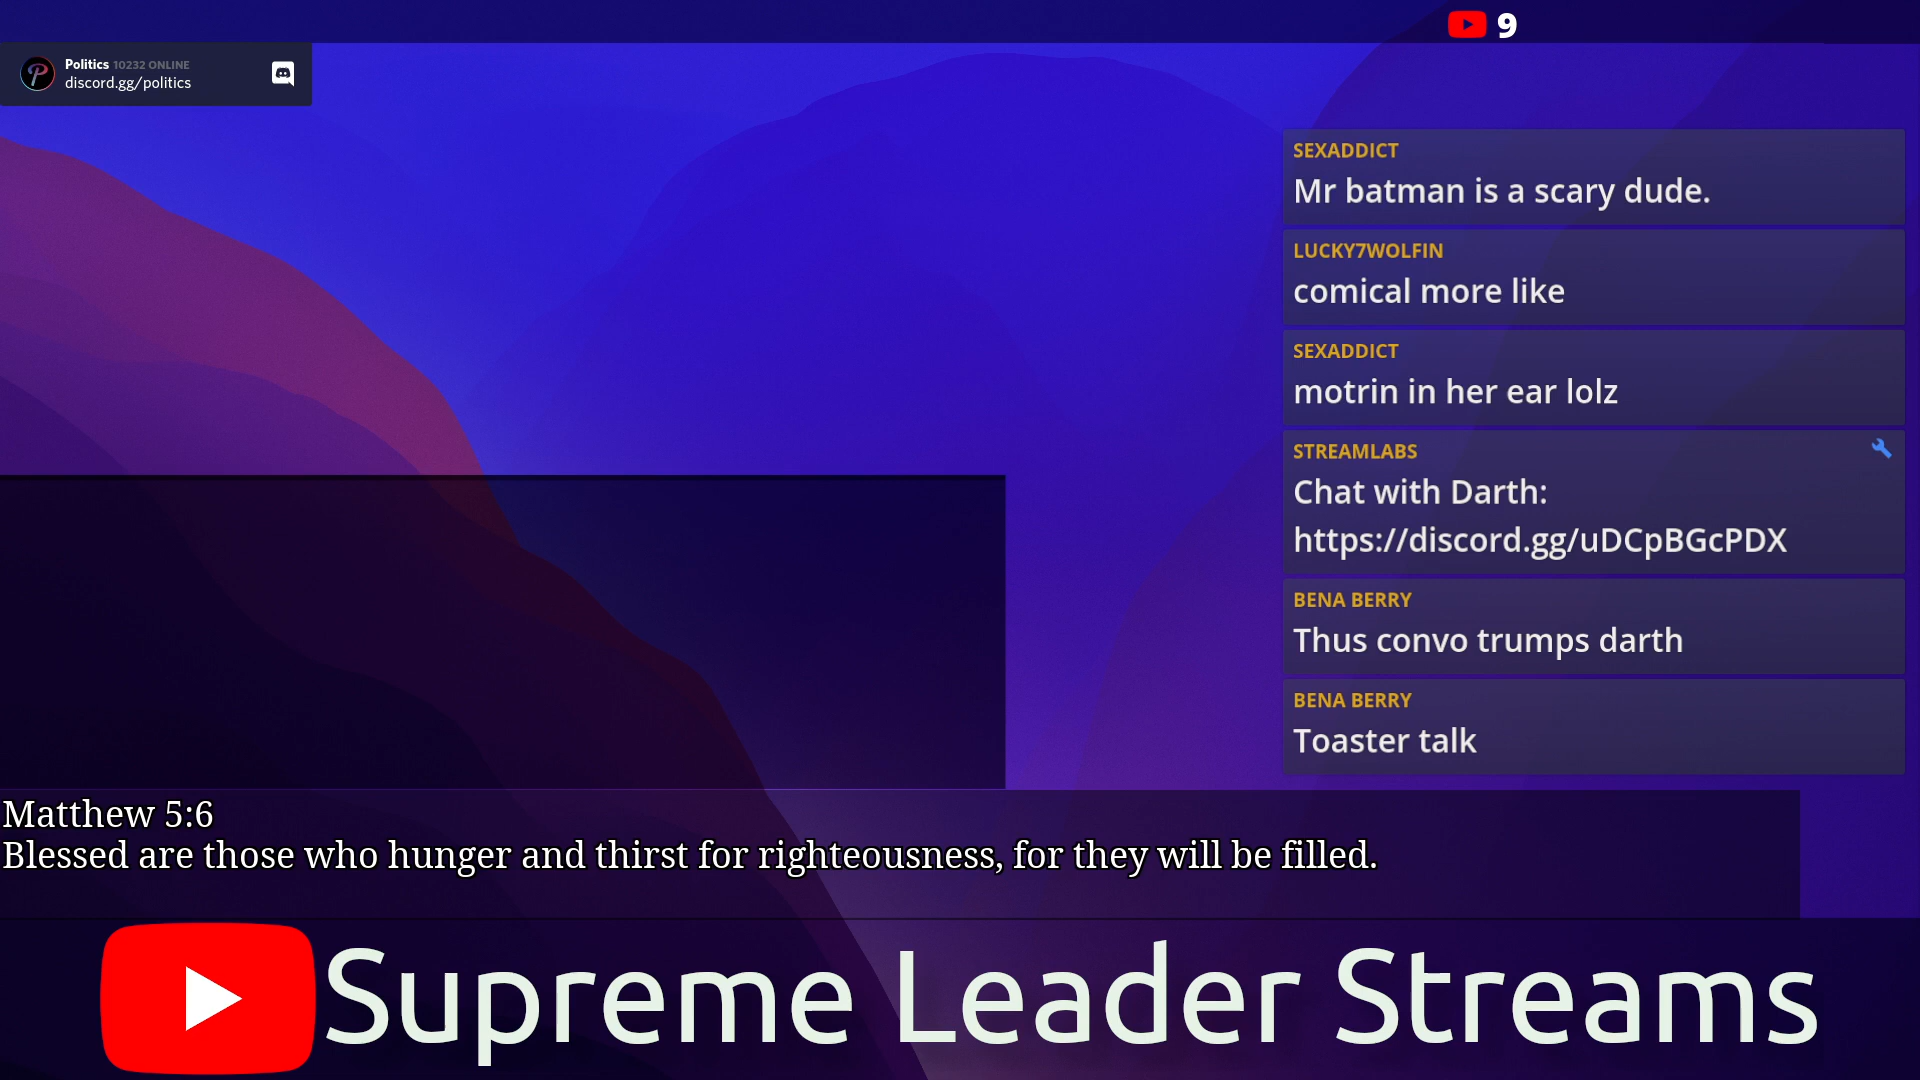 9
Politics 10232 ONLINE
discord.gg/politics
SEXADDICT
Mr batman is a scary dude.
LUCKY7WOLFIN
comical more like
SEXADDICT
motrin in her ear lolz
STREAMLABS
Chat with Darth:
https://discord.gg/uDCpBGcPDX
BENA BERRY
Thus convo trumps darth
BENA BERRY
Toaster talk
Matthew 5:6
Blessed are those who hunger and thirst for righteousness, for they will be filled.
Supreme Leader Streams